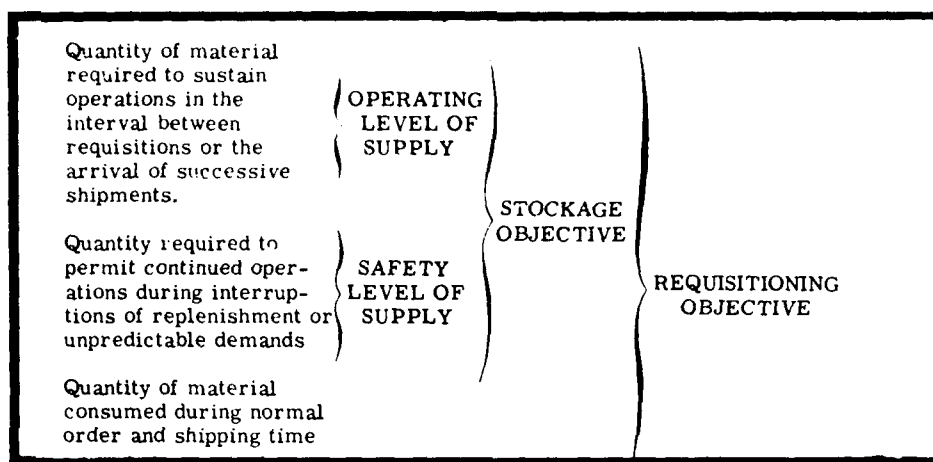 Quantity of material
required to sustain
operations in the
interval between
requisitions or the
arrival of successive
shipments.
OPERATING
LEVEL OF
SUPPLY
Quantity required to
permit continued oper-
ations during interrup-
tions of replenishment or
unpredictable demands
SAFETY
LEVEL OF
SUPPLY
STOCKAGE
OBJECTIVE
Quantity of material
consumed during normal
order and shipping time
REQUISITIONING
OBJECTIVE